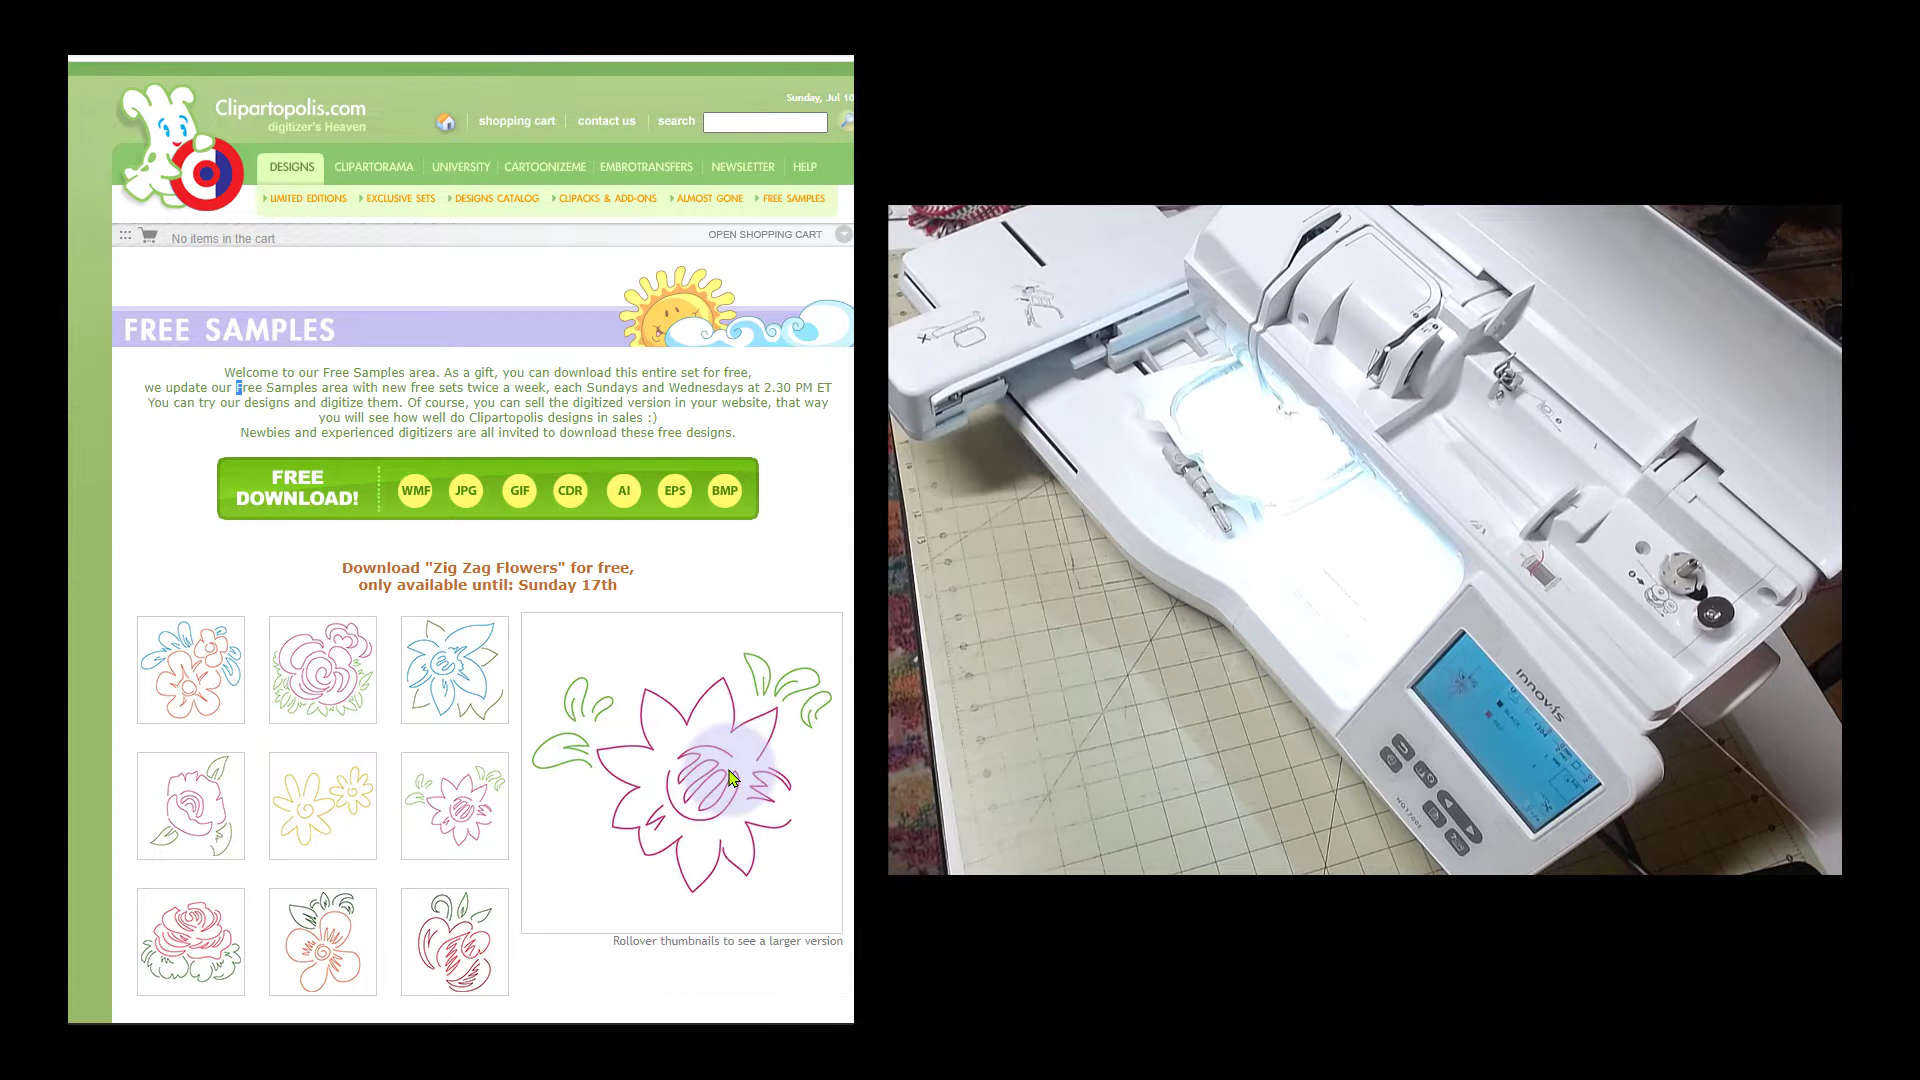 Clipartopolis.com
digitizer's Heaven
Sunday, Jul 10
shopping cart
contact us
search
DESIGNS
CLIPARTORAMA
UNIVERSITY
CARTOONIZEME
EMBROTRANSFERS
NEWSLETTER
HELP
LIMITED EDITIONS
EXCLUSIVE SETS
DESIGNS CATALOG
CLIPACKS & ADD-ONS
ALMOST GONE
FREE SAMPLES
No items in the cart
OPEN SHOPPING CART
FREE SAMPLES
Welcome to our Free Samples area. As a gift, you can download this entire set for free,
we update our Free Samples area with new free sets twice a week, each Sundays and Wednesdays at 2.30 PM ET
You can try our designs and digitize them. Of course, you can sell the digitized version in your website, that way
you will see how well do Clipartopolis designs in sales :)
Newbies and experienced digitizers are all invited to download these free designs.
FREE
DOWNLOAD!
WMF
JPG
GIF
CDR
AI
EPS
BMP
Download "Zig Zag Flowers" for free,
only available until: Sunday 17th
Rollover thumbnails to see a larger version
INNOVIS
BLACK
NQ1700E